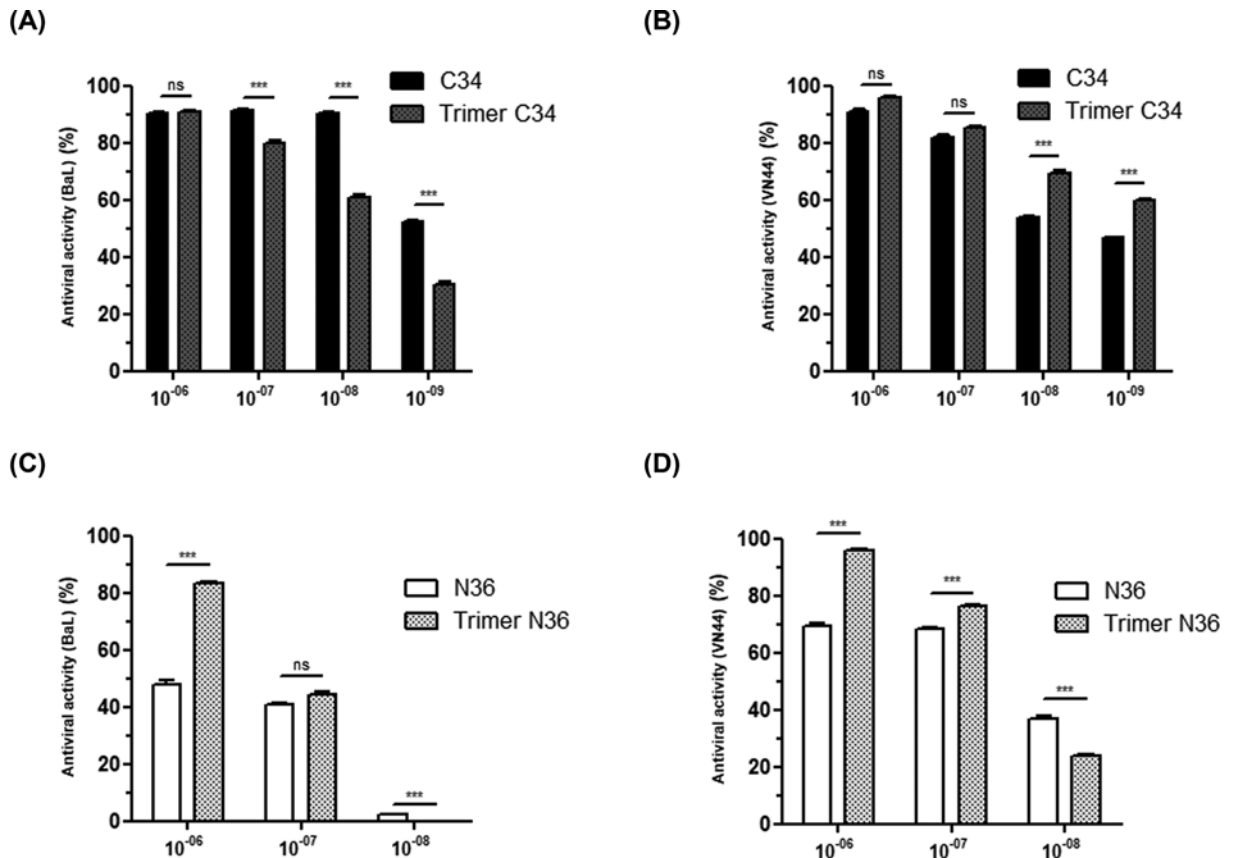 (A)
Antiviral activity (BaL) (%)
100
80
60
40
20
0
ns
***
***
***
C34
Trimer C34
10-06
10-07
10-08
10-09
(B)
Antiviral activity (VN44) (%)
100
80
60
40
20
0
ns
ns
***
***
C34
Trimer C34
10-06
10-07
10-08
10-09
(C)
Antiviral activity (BaL) (%)
100
80
60
40
20
0
***
ns
***
N36
Trimer N36
10-06
10-07
10-08
(D)
Antiviral activity (VN44) (%)
100
80
60
40
20
0
***
***
***
N36
Trimer N36
10-06
10-07
10-08